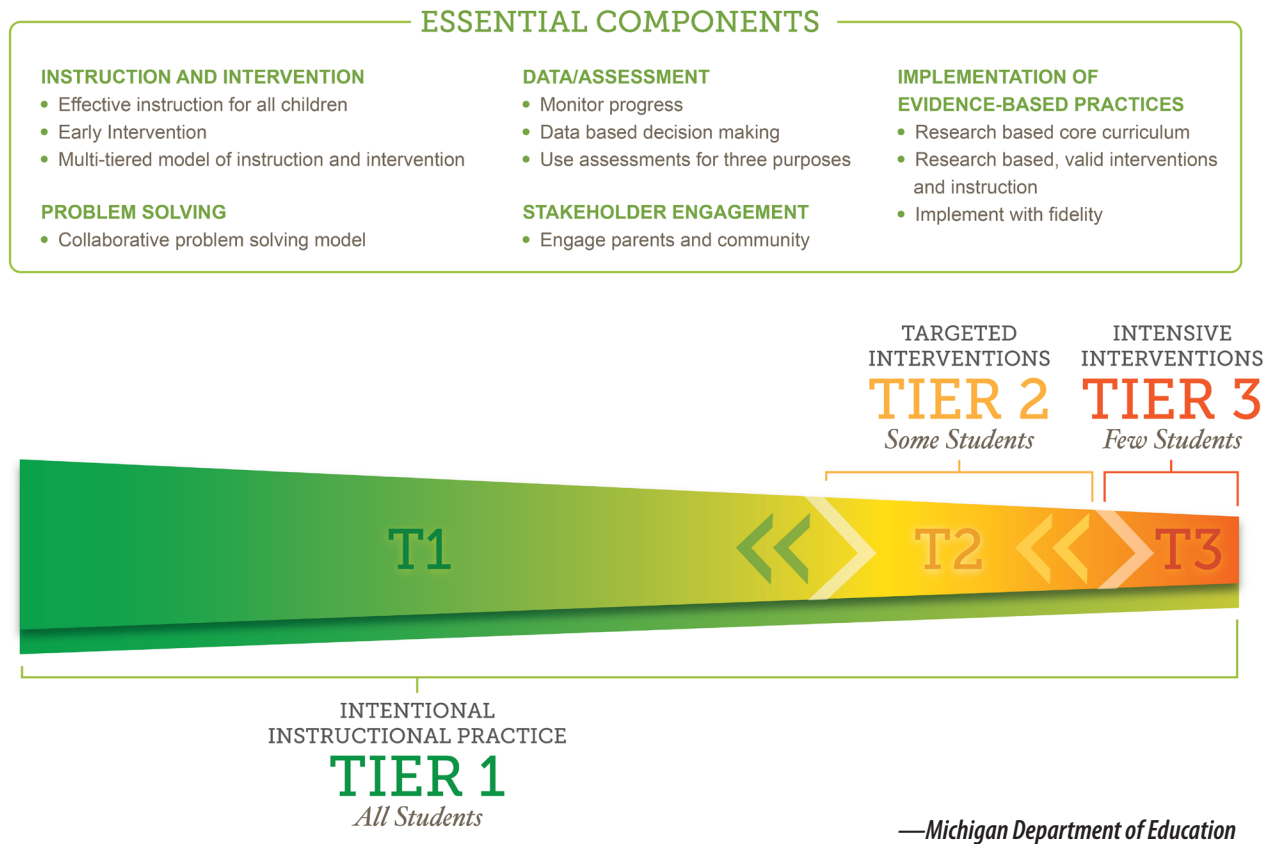 ESSENTIAL COMPONENTS
INSTRUCTION AND INTERVENTION
• Effective instruction for all children
• Early Intervention
• Multi-tiered model of instruction and intervention
PROBLEM SOLVING
• Collaborative problem solving model
DATA/ASSESSMENT
• Monitor progress
• Data based decision making
• Use assessments for three purposes
STAKEHOLDER ENGAGEMENT
• Engage parents and community
IMPLEMENTATION OF
EVIDENCE-BASED PRACTICES
• Research based core curriculum
• Research based, valid interventions
and instruction
• Implement with fidelity
TARGETED
INTERVENTIONS
TIER 2
Some Students
INTENSIVE
INTERVENTIONS
TIER 3
Few Students
T1
T2
T3
INTENTIONAL
INSTRUCTIONAL PRACTICE
TIER 1
All Students
—Michigan Department of Education